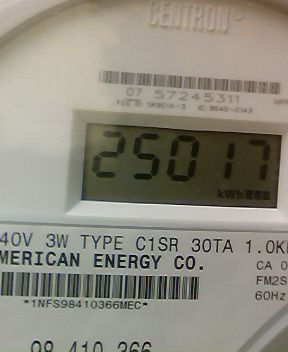 CENTRON
07 57245311
25017
kWh
40V 3W TYPE C1SR 30TA 1.0K
MERICAN ENERGY CO.
CA 0
FM2S
60Hz
*1NFS98410366MEC*
98 410 366